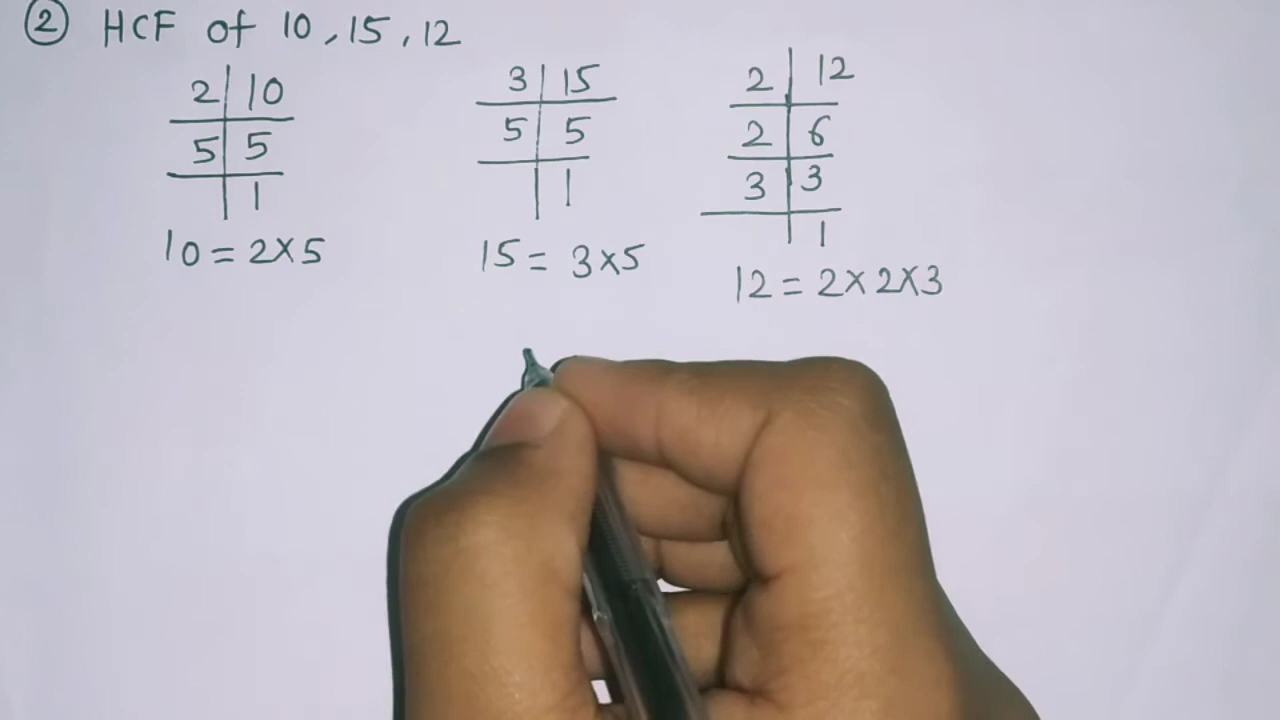 ② HCF of 10, 15, 12
2 | 10
5 | 5
1
10 = 2×5
3 | 15
5 | 5
1
15 = 3×5
2 | 12
2 | 6
3 | 3
1
12 = 2×2×3